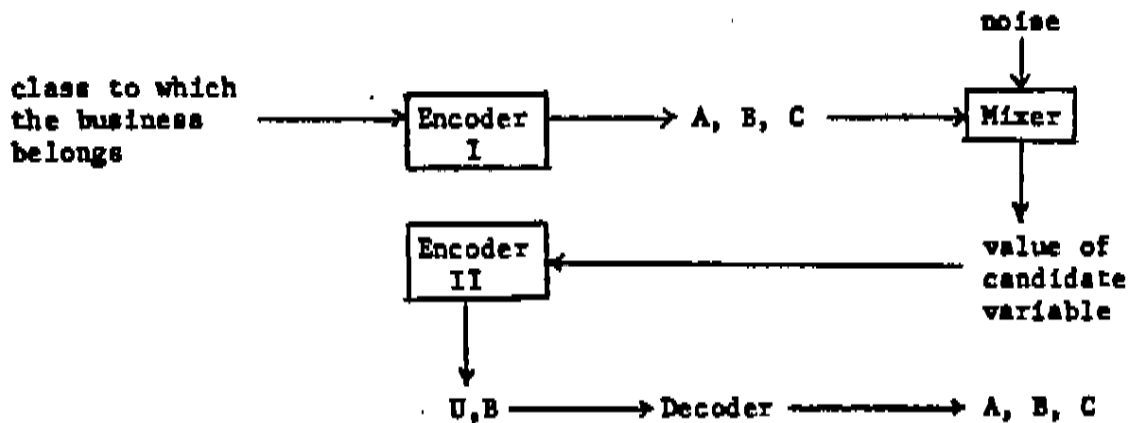 noise
class to which
the business
belongs
Encoder
I
A, B, C
Mixer
Encoder
II
value of
candidate
variable
U,B
Decoder
A, B, C